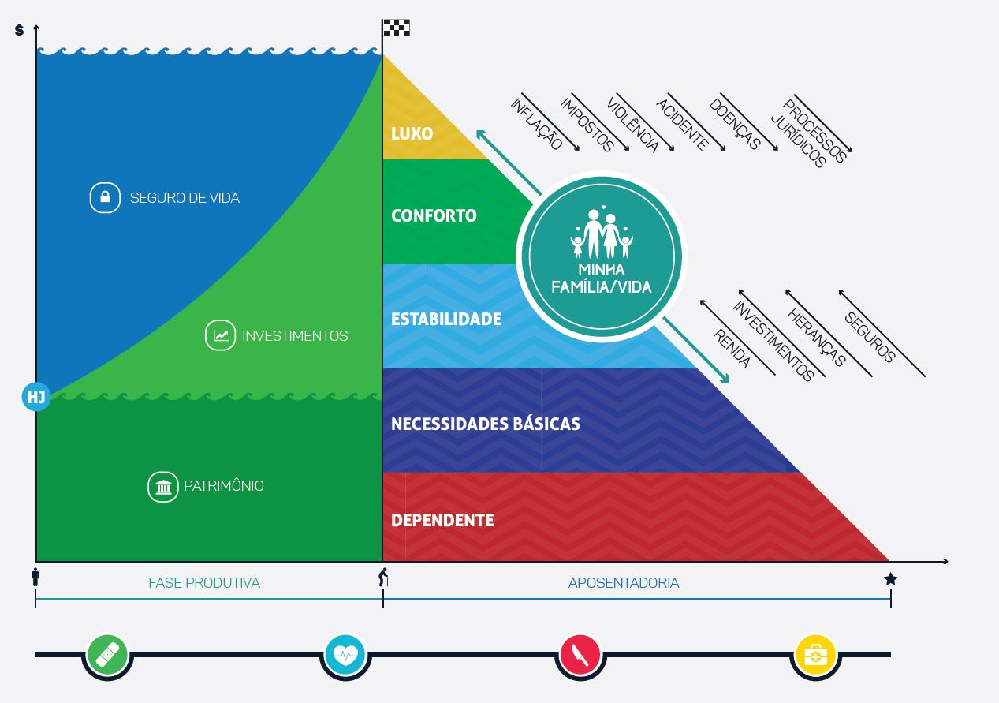 $
LUXO
INFLAÇÃO
IMPOSTOS
VIOLÊNCIA
ACIDENTE
DOENÇAS
PROCESSOS
JURÍDICOS
SEGURO DE VIDA
CONFORTO
MINHA
FAMÍLIA/VIDA
ESTABILIDADE
INVESTIMENTOS
RENDA
INVESTIMENTOS
HERANÇAS
SEGUROS
HJ
NECESSIDADES BÁSICAS
PATRIMÔNIO
DEPENDENTE
FASE PRODUTIVA
APOSENTADORIA